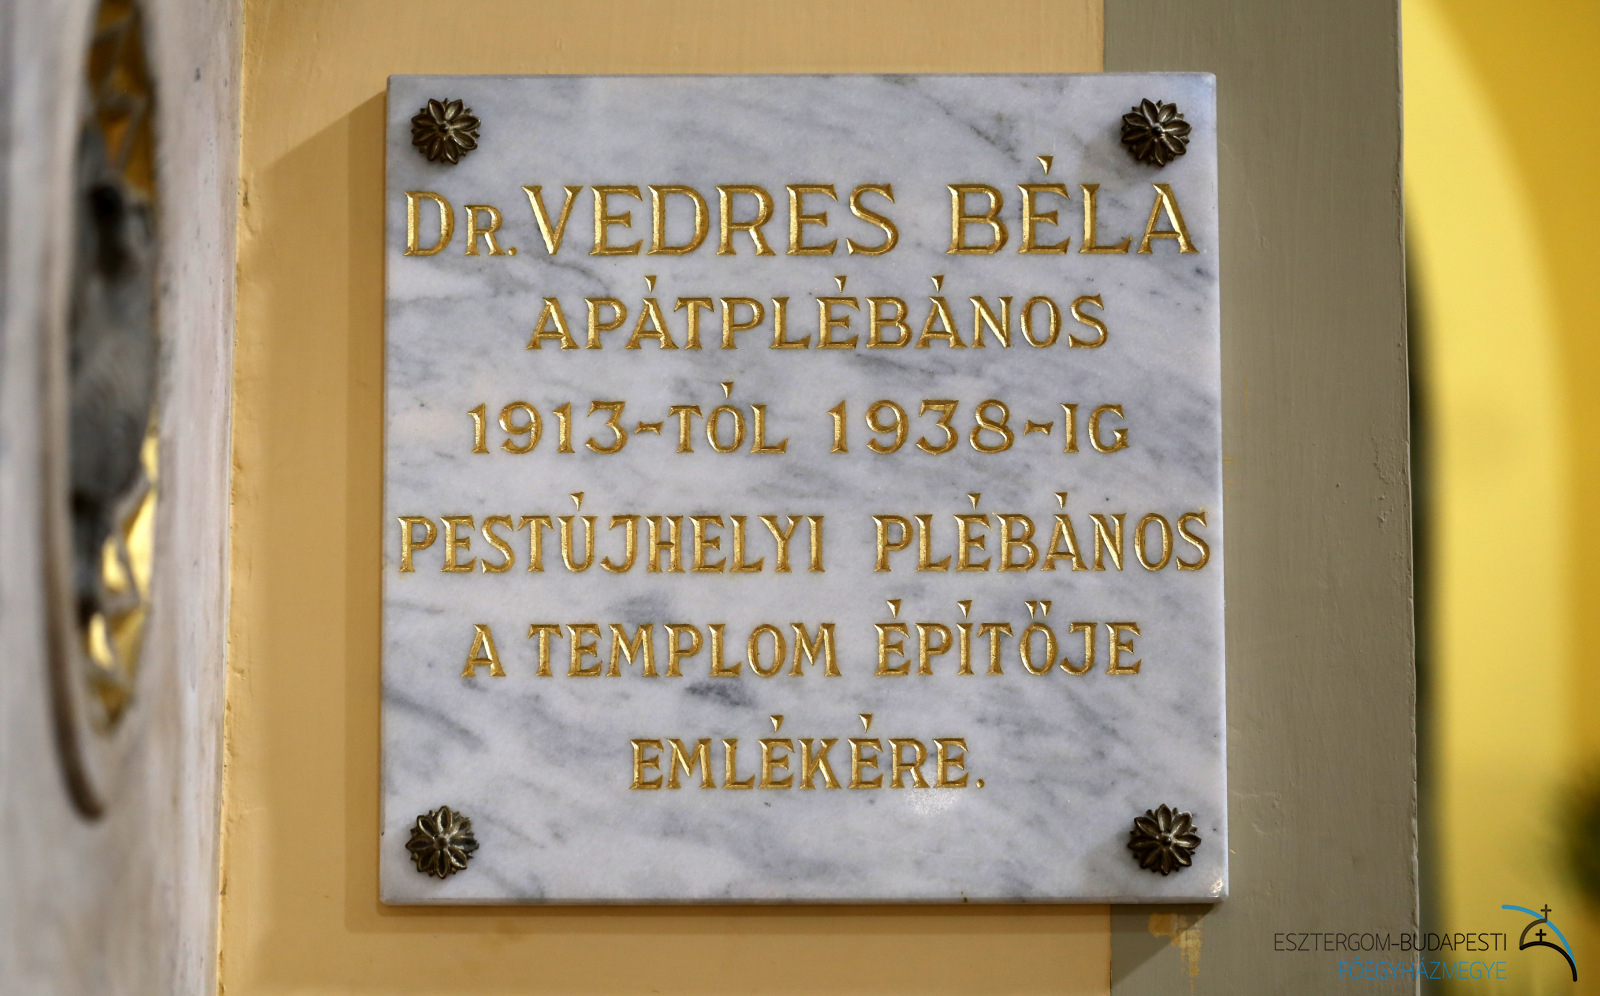 DR. VEDRES BÉLA
APÁTPLÉBÁNOS
1913-TÓL 1938-IG
PESTÚJHELYI PLÉBÁNOS
A TEMPLOM ÉPÍTŐJE
EMLÉKÉRE.
ESZTERGOM-BUDAPESTI
FŐEGYHÁZMEGYE